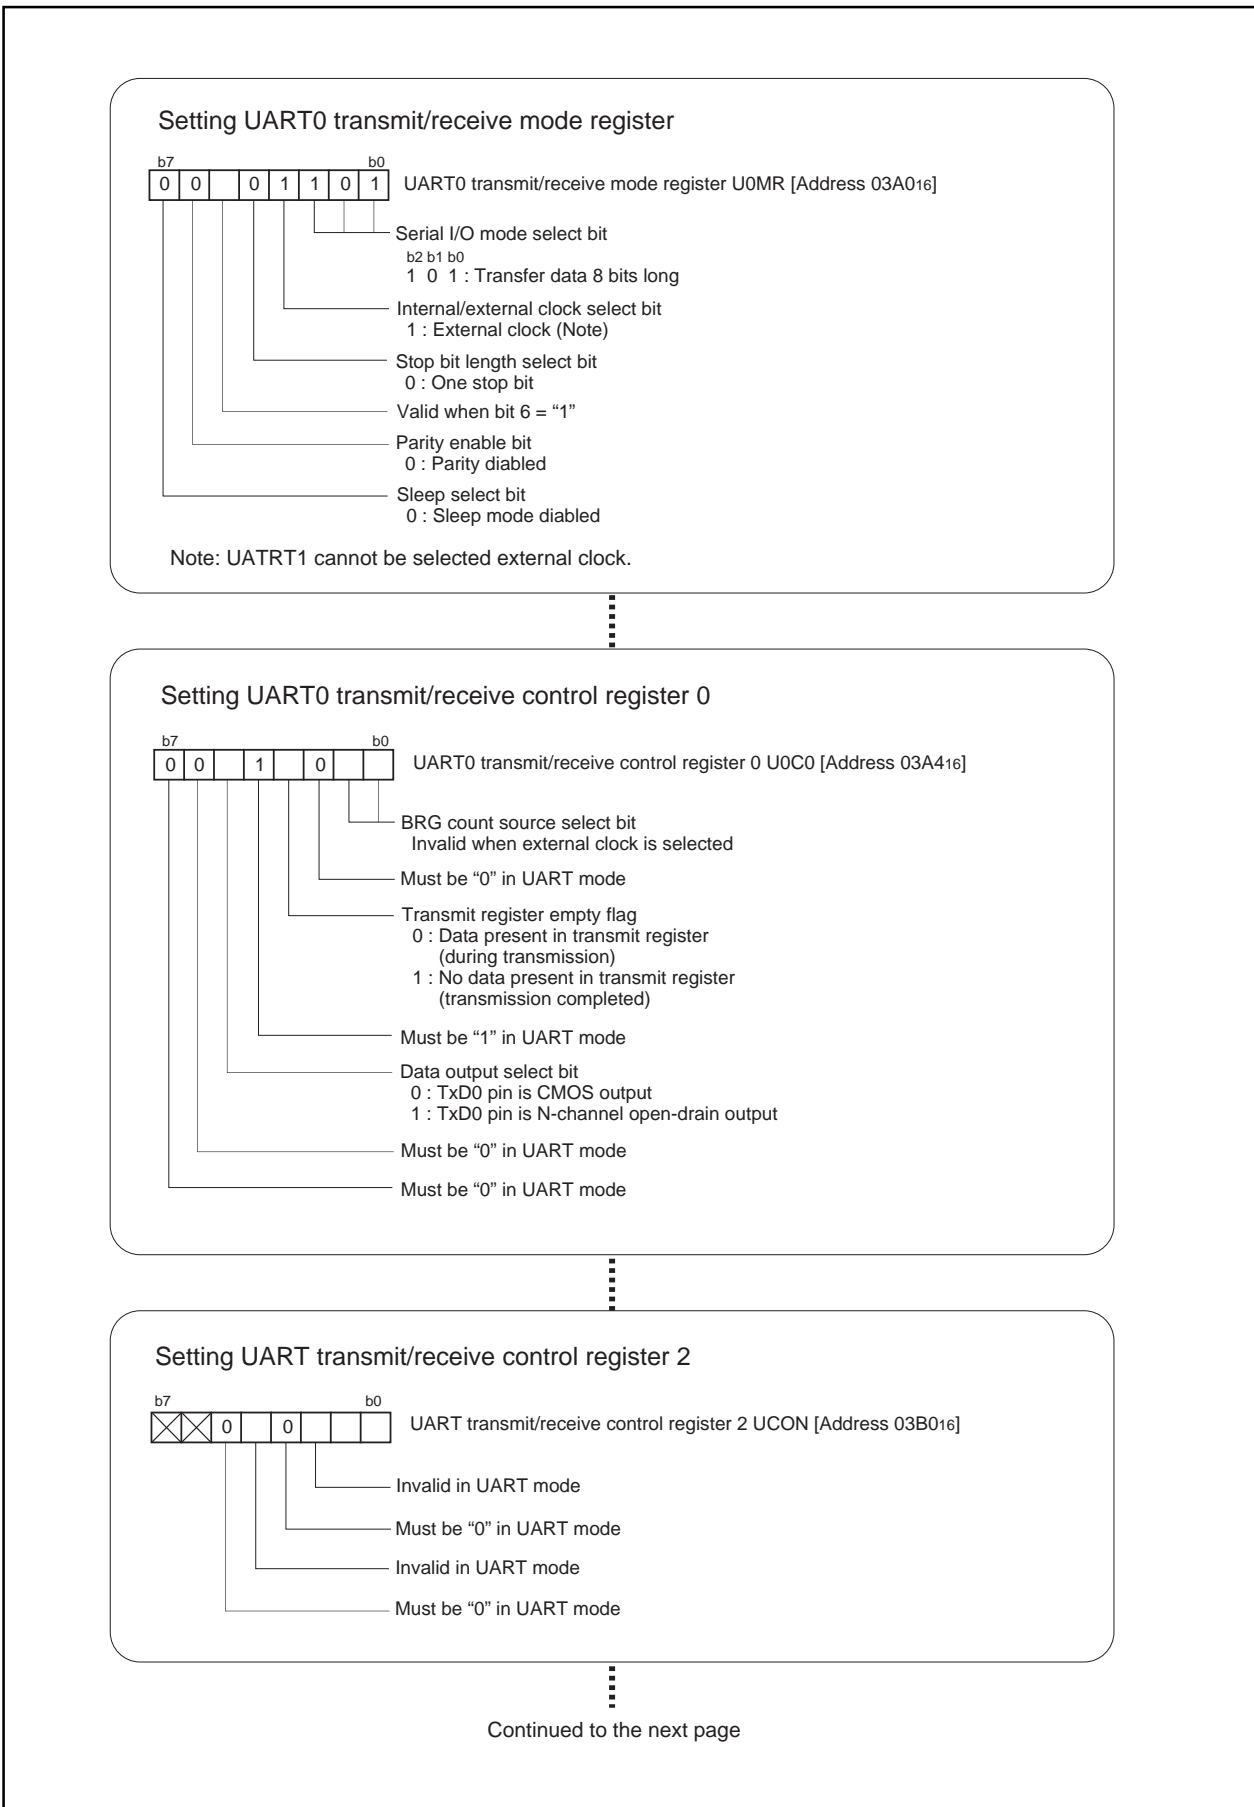 Setting UART0 transmit/receive mode register
b7 b0
0 0 0 1 1 0 1 UART0 transmit/receive mode register U0MR [Address 03A016]
Serial I/O mode select bit
b2 b1 b0
1 0 1 : Transfer data 8 bits long
Internal/external clock select bit
1 : External clock (Note)
Stop bit length select bit
0 : One stop bit
Valid when bit 6 = “1”
Parity enable bit
0 : Parity diabled
Sleep select bit
0 : Sleep mode diabled
Note: UATRT1 cannot be selected external clock.
Setting UART0 transmit/receive control register 0
b7 b0
0 0 1 0 UART0 transmit/receive control register 0 U0C0 [Address 03A416]
BRG count source select bit
Invalid when external clock is selected
Must be “0” in UART mode
Transmit register empty flag
0 : Data present in transmit register
(during transmission)
1 : No data present in transmit register
(transmission completed)
Must be “1” in UART mode
Data output select bit
0 : TxD0 pin is CMOS output
1 : TxD0 pin is N-channel open-drain output
Must be “0” in UART mode
Must be “0” in UART mode
Setting UART transmit/receive control register 2
b7 b0
0 0 UART transmit/receive control register 2 UCON [Address 03B016]
Invalid in UART mode
Must be “0” in UART mode
Invalid in UART mode
Must be “0” in UART mode
Continued to the next page